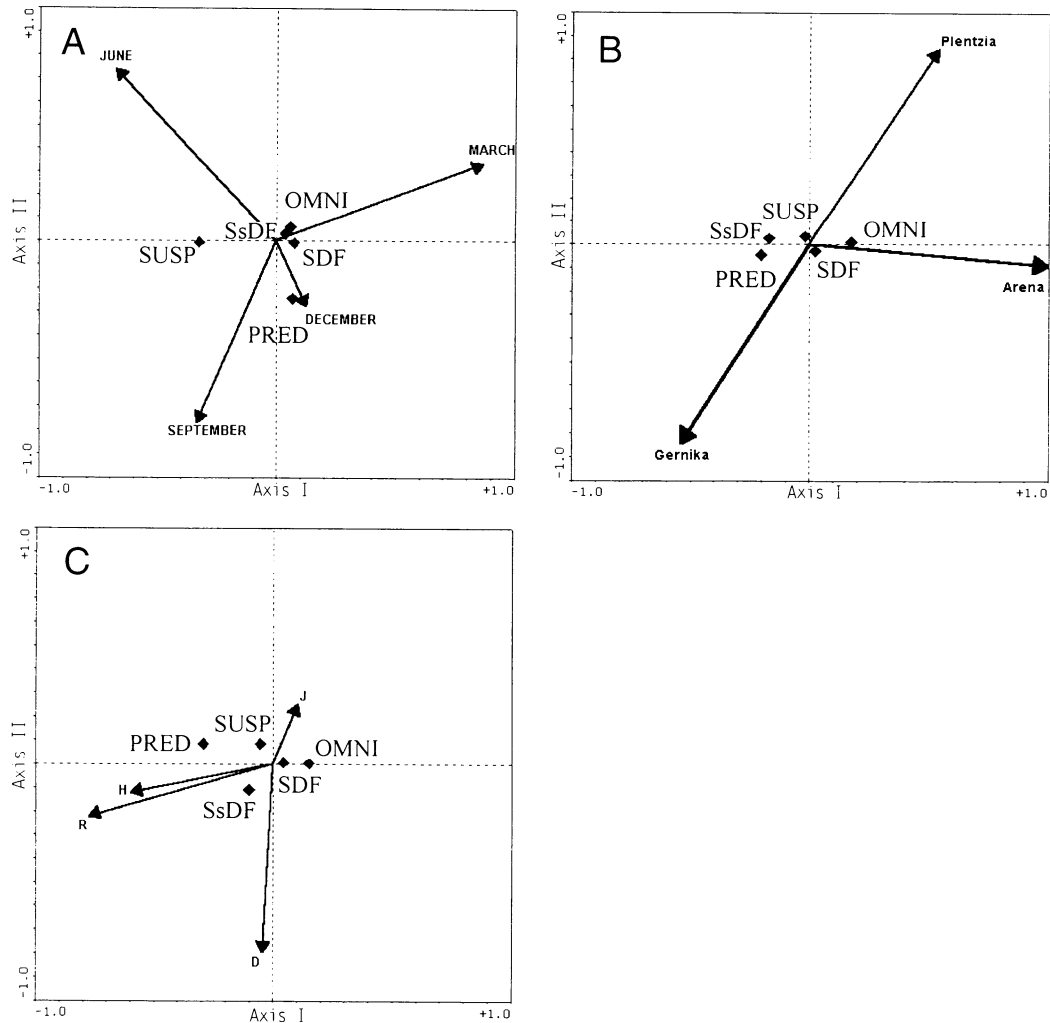 A
+1.0
JUNE
MARCH
OMNI
SsDF
SUSP
SDF
DECEMBER
PRED
SEPTEMBER
Axis II
-1.0
-1.0
Axis I
+1.0
B
+1.0
Plentzia
SUSP
SsDF
OMNI
PRED
SDF
Arena
Gernika
Axis II
-1.0
-1.0
Axis I
+1.0
C
+1.0
J
SUSP
PRED
OMNI
H
SDF
SsDF
R
D
Axis II
-1.0
-1.0
Axis I
+1.0